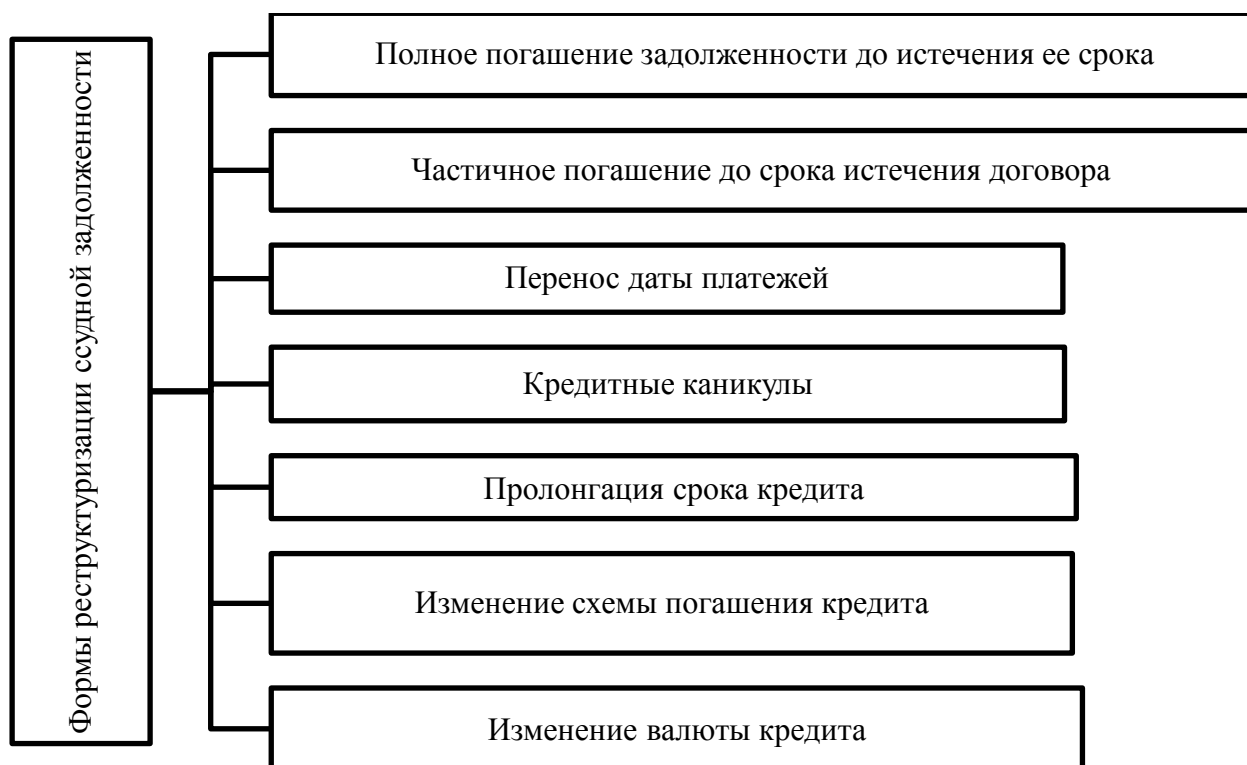 Формы реструктуризации ссудной задолженности
Полное погашение задолженности до истечения ее срока
Частичное погашение до срока истечения договора
Перенос даты платежей
Кредитные каникулы
Пролонгация срока кредита
Изменение схемы погашения кредита
Изменение валюты кредита